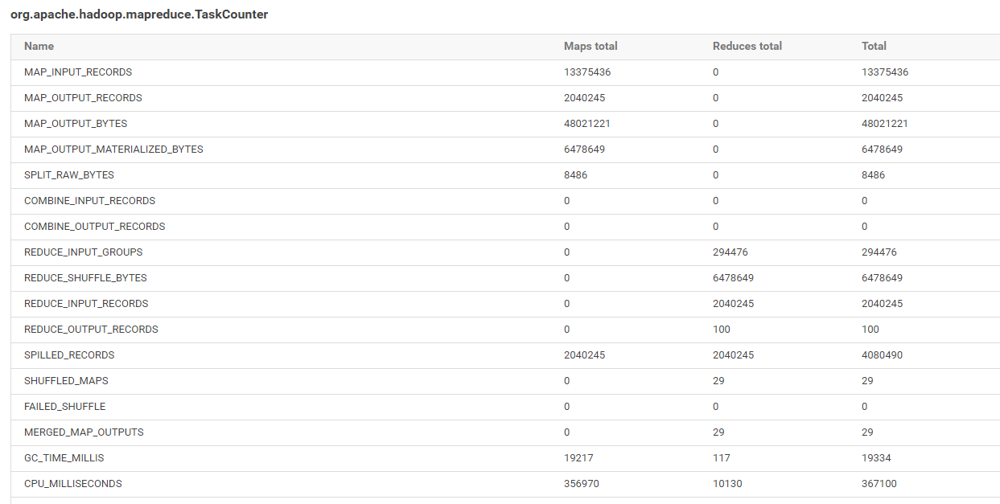 org.apache.hadoop.mapreduce.TaskCounter
Name Maps total Reduces total Total
MAP_INPUT_RECORDS 13375436 0 13375436
MAP_OUTPUT_RECORDS 2040245 0 2040245
MAP_OUTPUT_BYTES 48021221 0 48021221
MAP_OUTPUT_MATERIALIZED_BYTES 6478649 0 6478649
SPLIT_RAW_BYTES 8486 0 8486
COMBINE_INPUT_RECORDS 0 0 0
COMBINE_OUTPUT_RECORDS 0 0 0
REDUCE_INPUT_GROUPS 0 294476 294476
REDUCE_SHUFFLE_BYTES 0 6478649 6478649
REDUCE_INPUT_RECORDS 0 2040245 2040245
REDUCE_OUTPUT_RECORDS 0 100 100
SPILLED_RECORDS 2040245 2040245 4080490
SHUFFLED_MAPS 0 29 29
FAILED_SHUFFLE 0 0 0
MERGED_MAP_OUTPUTS 0 29 29
GC_TIME_MILLIS 19217 117 19334
CPU_MILLISECONDS 356970 10130 367100